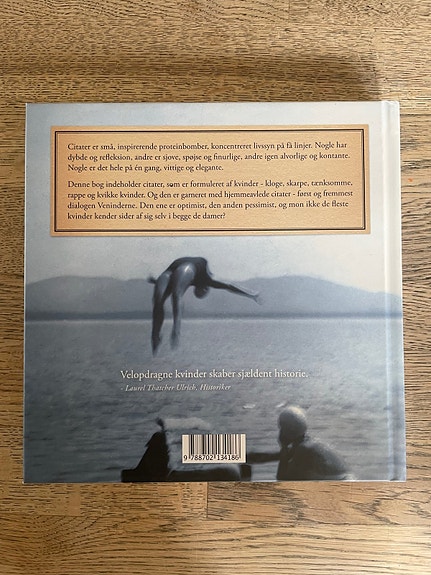 Citater er små, inspirerende proteinbomber, koncentreret livssyn på få linjer. Nogle har
dybde og refleksion, andre er sjove, spøjse og finurlige, andre igen alvorlige og kontante.
Nogle er det hele på én gang, vittige og elegante.
Denne bog indeholder citater, som er formuleret af kvinder - kloge, skarpe, tænksomme,
rappe og kvikke kvinder. Og den er garneret med hjemmeavlede citater - først og fremmest
dialogen Veninderne. Den ene er optimist, den anden pessimist, og mon ikke de fleste
kvinder kender sider af sig selv i begge de damer?
Velopdragne kvinder skaber sjældent historie.
- Laurel Thatcher Ulrich, Historiker
9 788702 134186